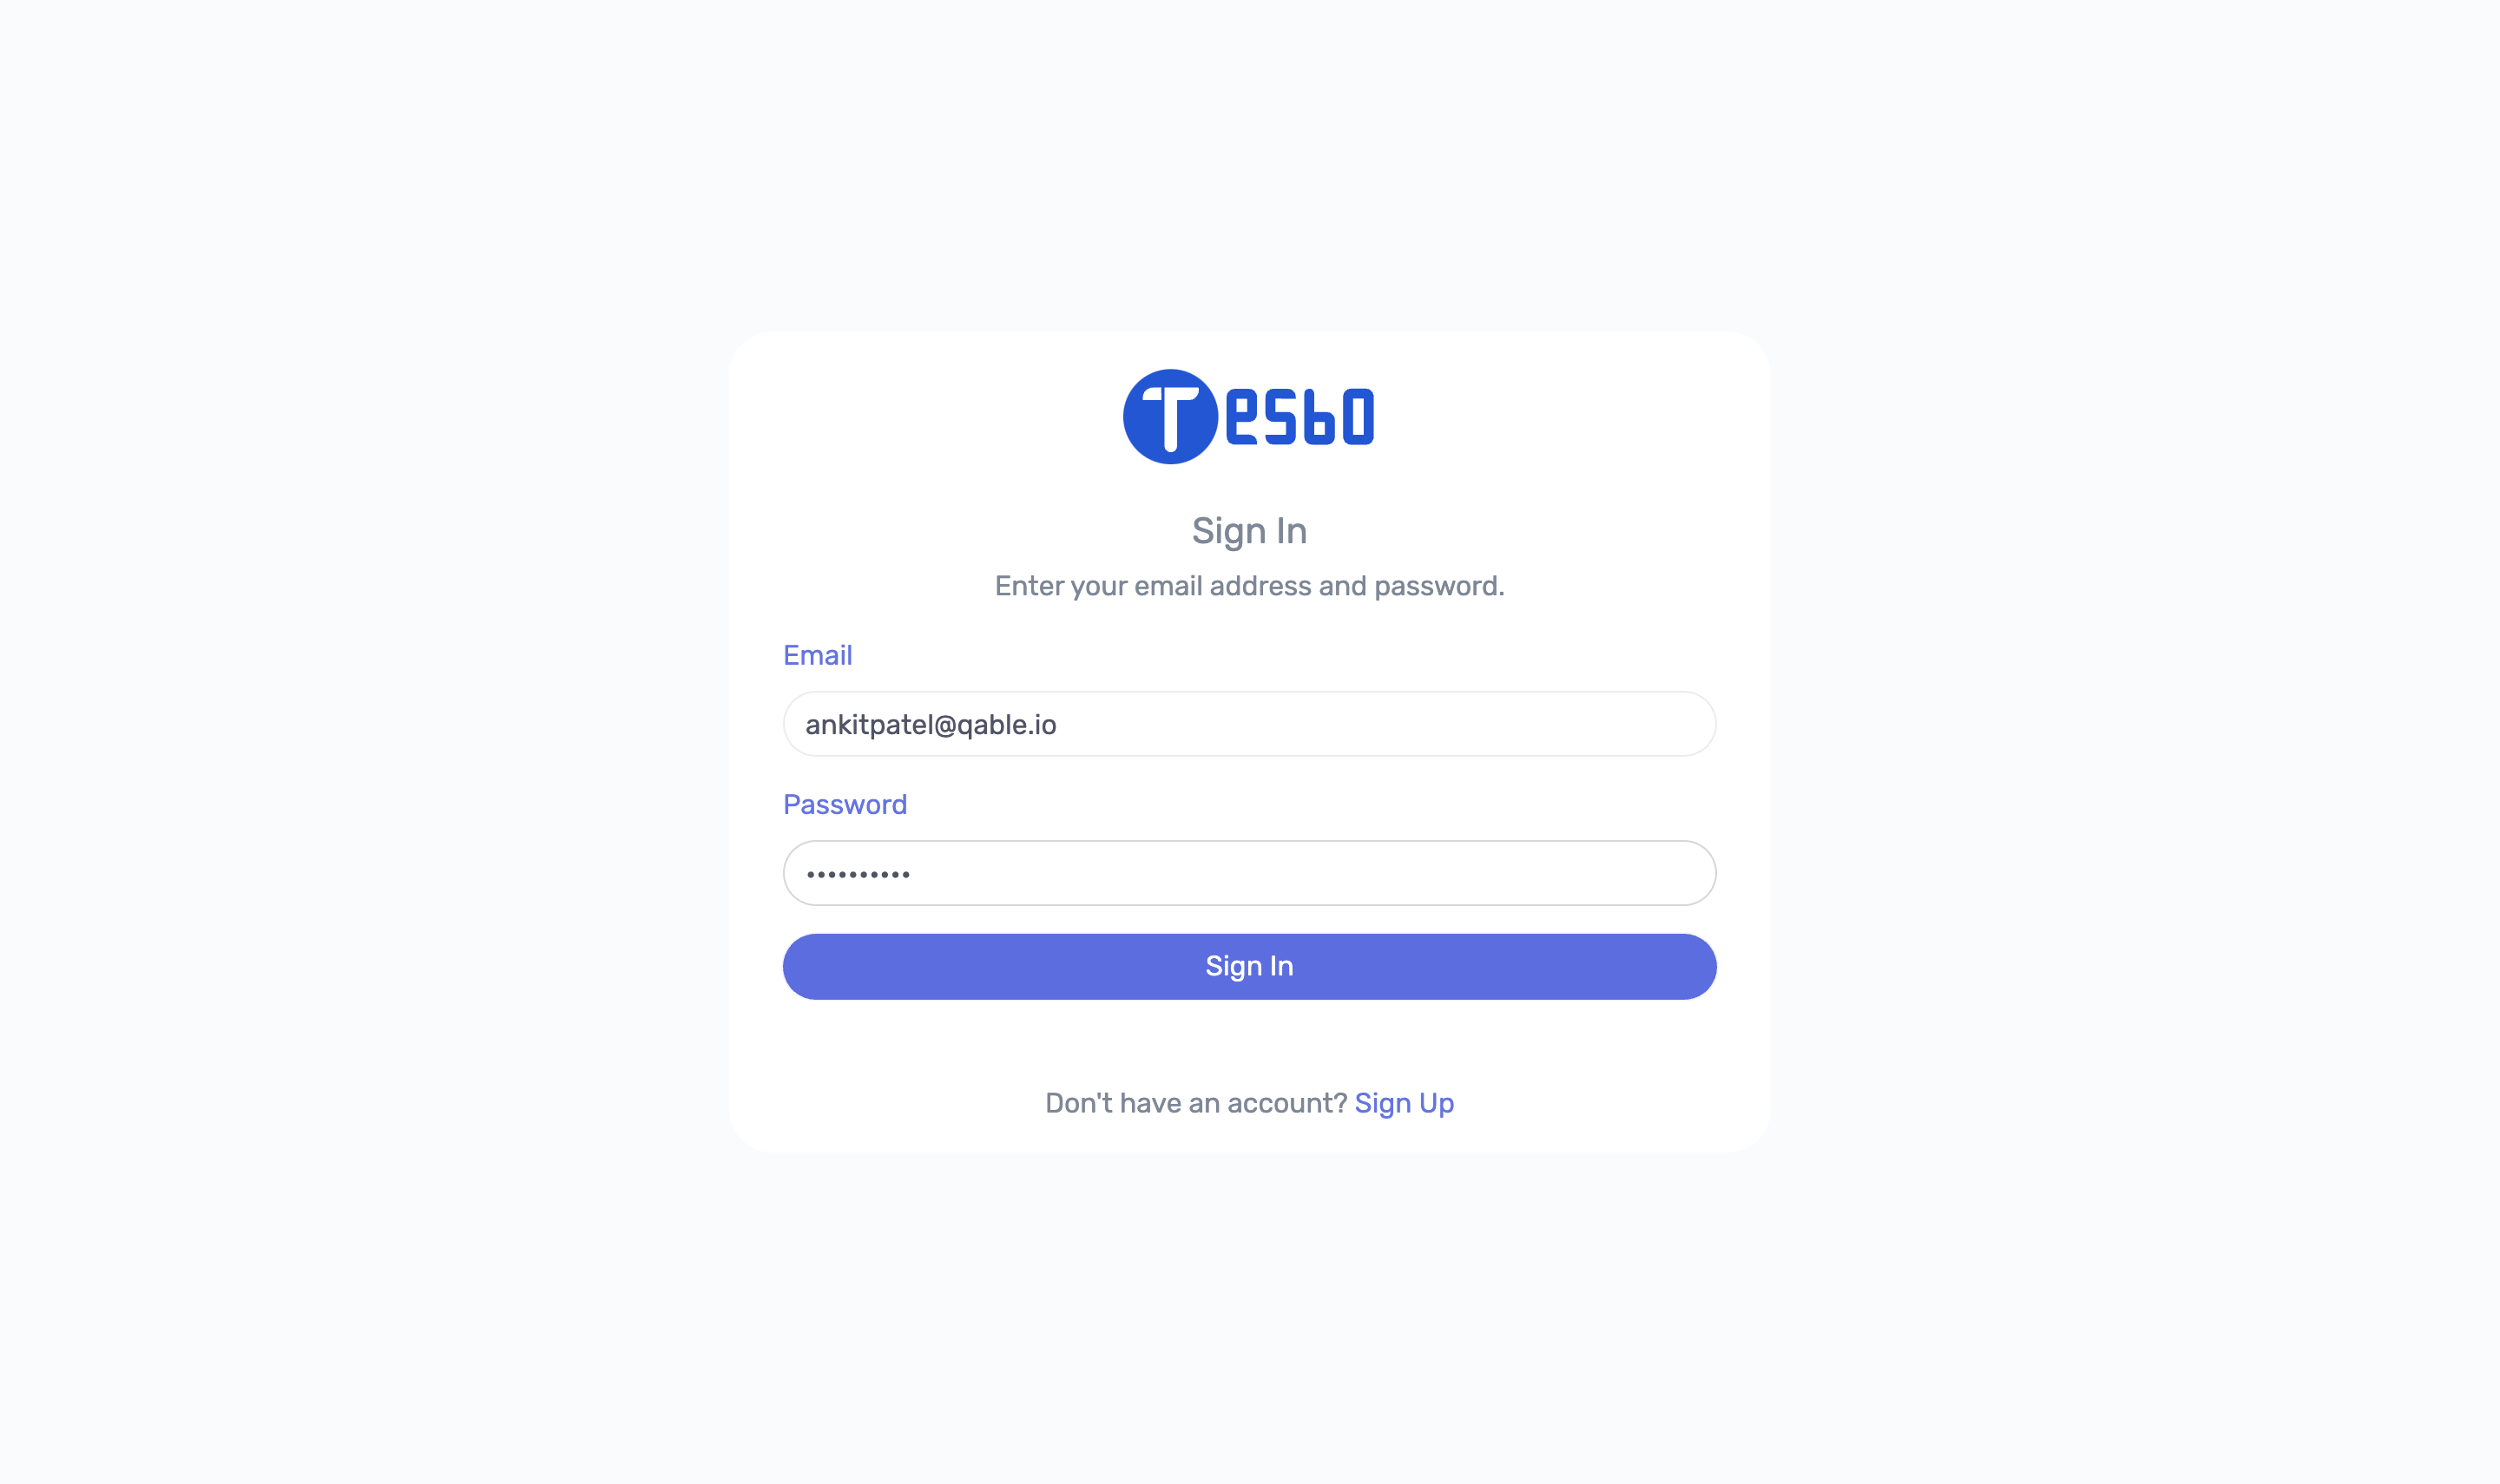 Tesbo
Sign In
Enter your email address and password.
Email
ankitpatel@qable.io
Password
••••••••••
Sign In
Don't have an account? Sign Up